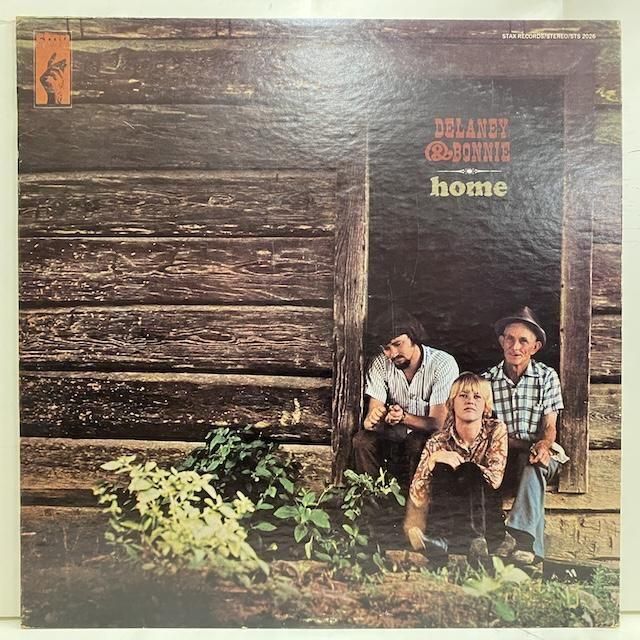 STAX RECORDS/STEREO/STS 2026
DELANEY
& BONNIE
home